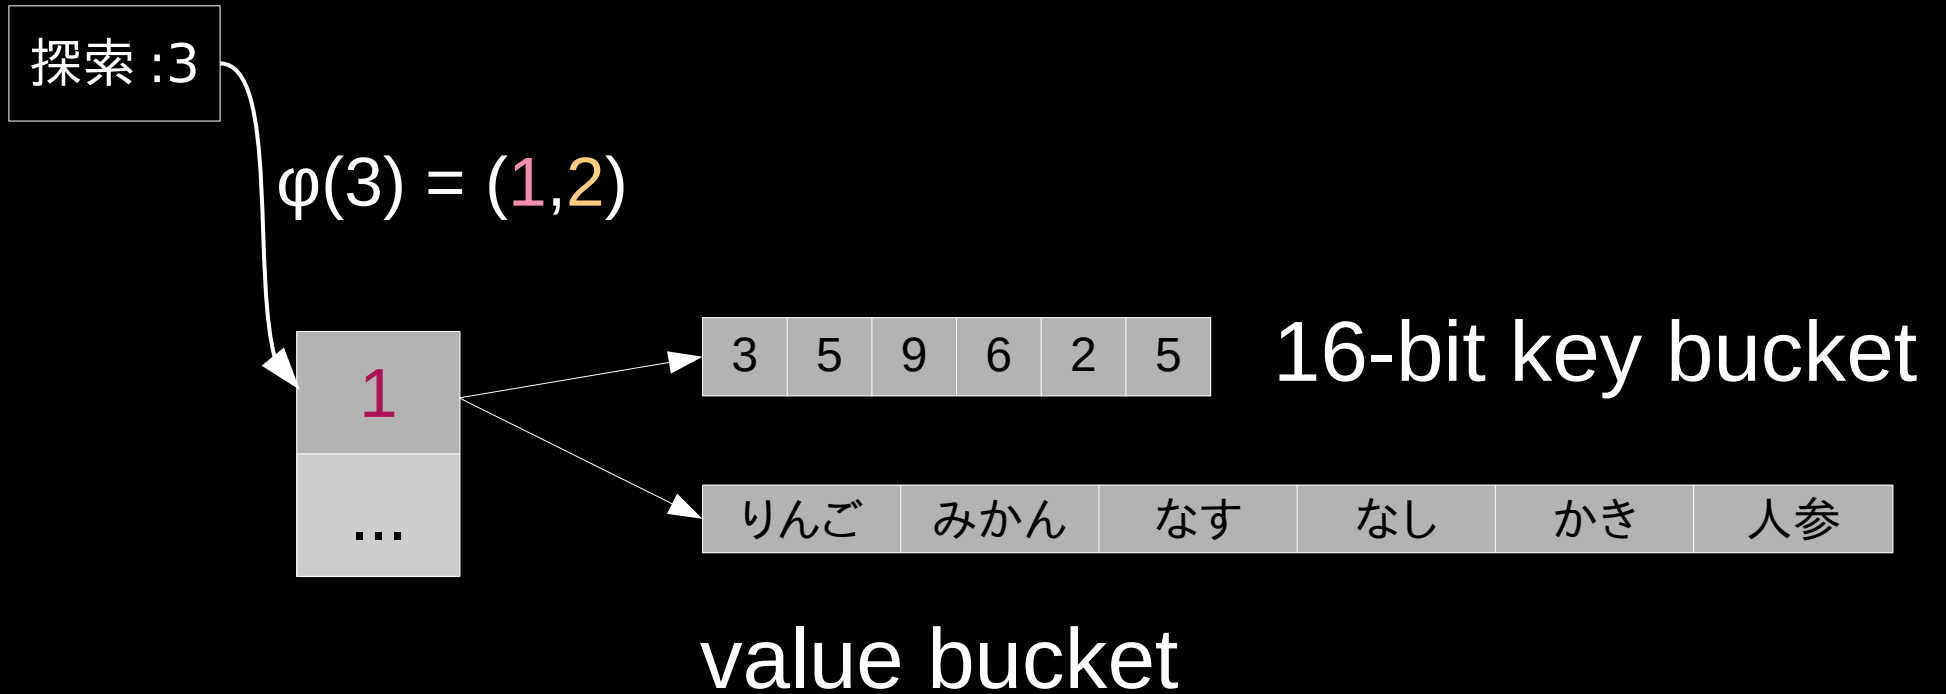 探索 :3
φ(3) = (1,2)
1
...
3 5 9 6 2 5
16-bit key bucket
りんご みかん なす なし かき 人参
value bucket